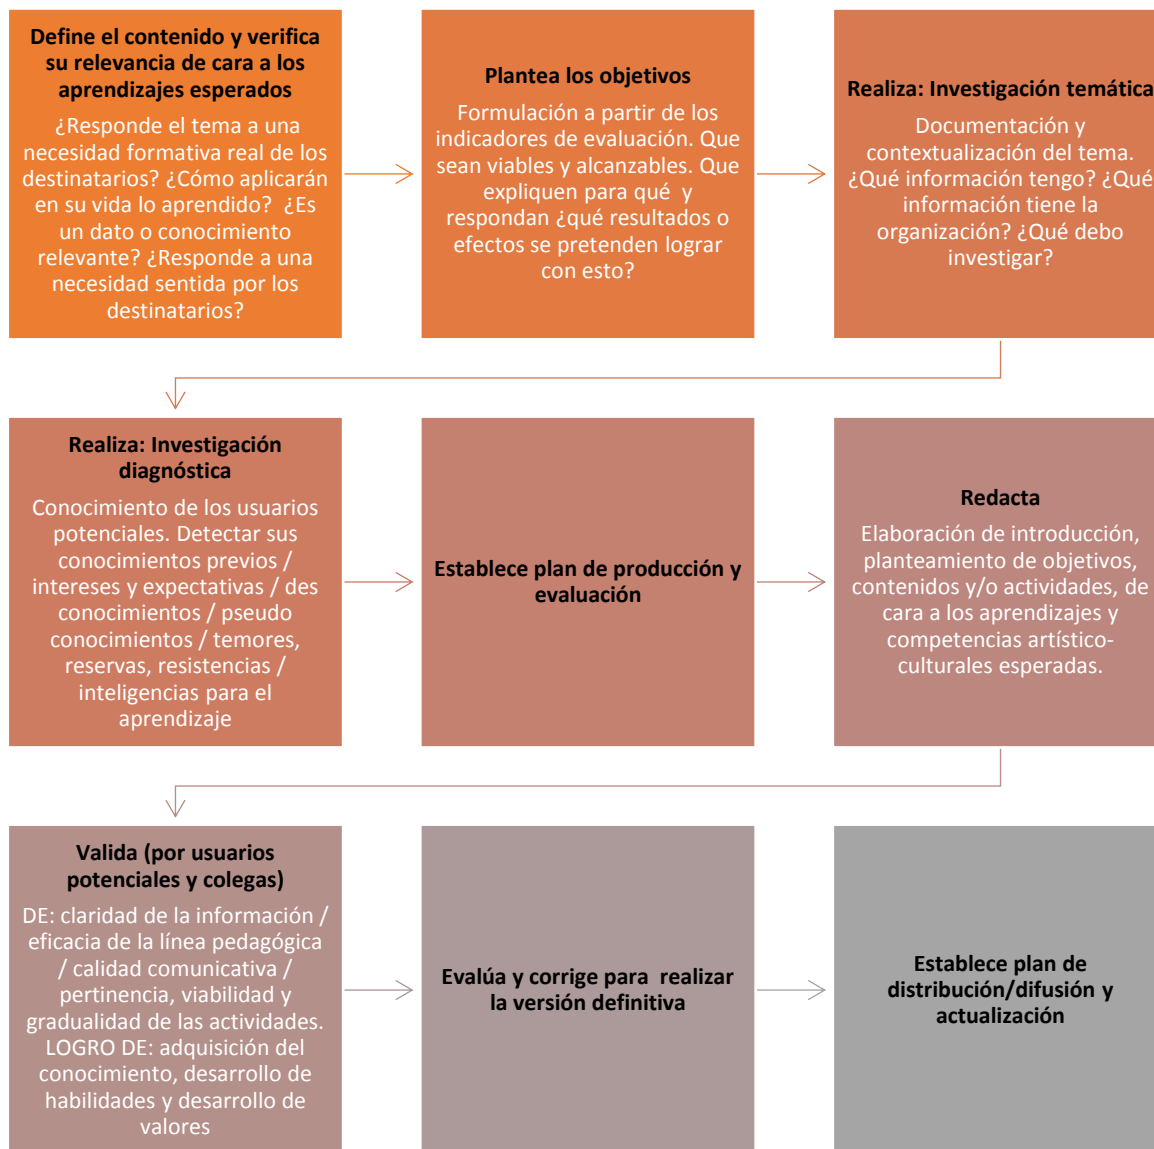 Define el contenido y verifica
su relevancia de cara a los
aprendizajes esperados
¿Responde el tema a una
necesidad formativa real de los
destinatarios? ¿Cómo aplicarán
en su vida lo aprendido?  ¿Es
un dato o conocimiento
relevante? ¿Responde a una
necesidad sentida por los
destinatarios?
Plantea los objetivos
Formulación a partir de los
indicadores de evaluación. Que
sean viables y alcanzables. Que
expliquen para qué  y
respondan ¿qué resultados o
efectos se pretenden lograr
con esto?
Realiza: Investigación temática
Documentación y
contextualización del tema.
¿Qué información tengo? ¿Qué
información tiene la
organización? ¿Qué debo
investigar?
Realiza: Investigación
diagnóstica
Conocimiento de los usuarios
potenciales. Detectar sus
conocimientos previos /
intereses y expectativas / des
conocimientos / pseudo
conocimientos / temores,
reservas, resistencias /
inteligencias para el
aprendizaje
Establece plan de producción y
evaluación
Redacta
Elaboración de introducción,
planteamiento de objetivos,
contenidos y/o actividades, de
cara a los aprendizajes y
competencias artístico-
culturales esperadas.
Valida (por usuarios
potenciales y colegas)
DE: claridad de la información /
eficacia de la línea pedagógica
/ calidad comunicativa /
pertinencia, viabilidad y
gradualidad de las actividades.
LOGRO DE: adquisición del
conocimiento, desarrollo de
habilidades y desarrollo de
valores
Evalúa y corrige para  realizar
la versión definitiva
Establece plan de
distribución/difusión y
actualización